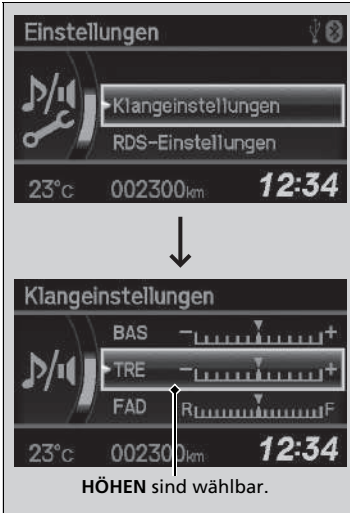 Einstellungen
Klangeinstellungen
RDS-Einstellungen
23°c 002300km 12:34
Klangeinstellungen
BAS − +
TRE − +
FAD R F
23°c 002300km 12:34
HÖHEN sind wählbar.